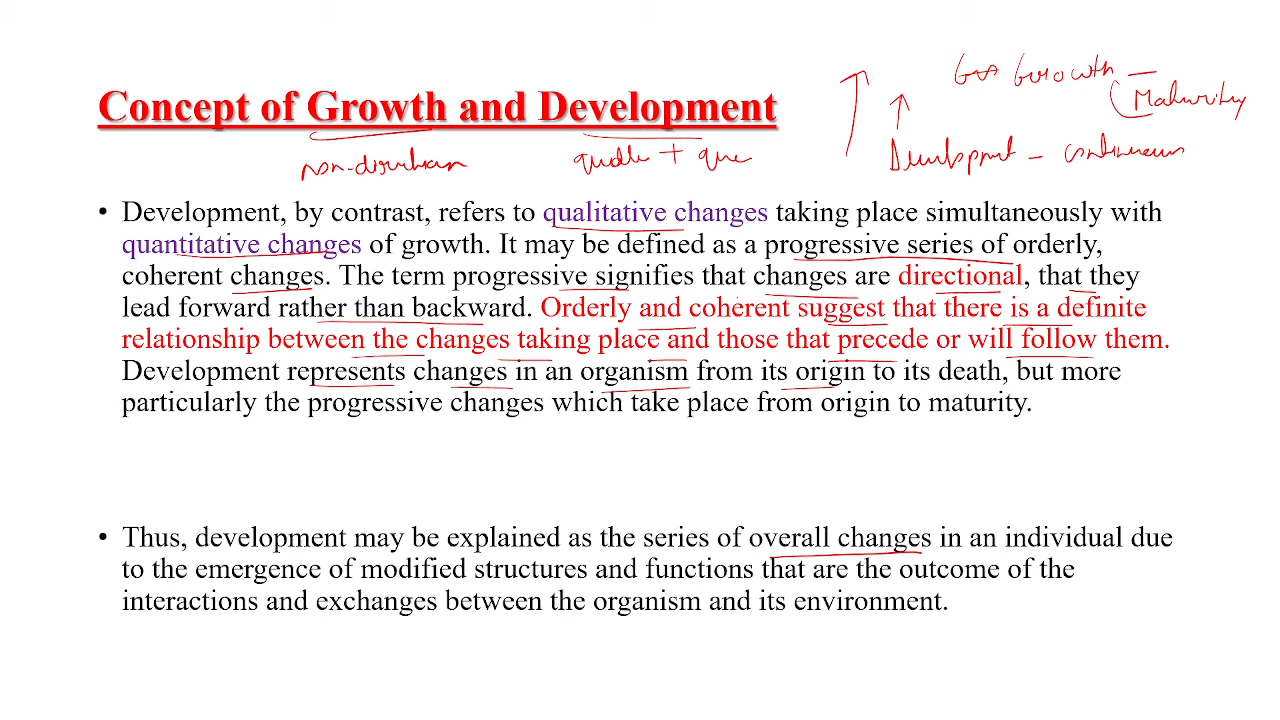 Growth —
Maturity
Concept of Growth and Development
Development - continuous
non-
+
• Development, by contrast, refers to qualitative changes taking place simultaneously with
quantitative changes of growth. It may be defined as a progressive series of orderly,
coherent changes. The term progressive signifies that changes are directional, that they
lead forward rather than backward. Orderly and coherent suggest that there is a definite
relationship between the changes taking place and those that precede or will follow them.
Development represents changes in an organism from its origin to its death, but more
particularly the progressive changes which take place from origin to maturity.
• Thus, development may be explained as the series of overall changes in an individual due
to the emergence of modified structures and functions that are the outcome of the
interactions and exchanges between the organism and its environment.